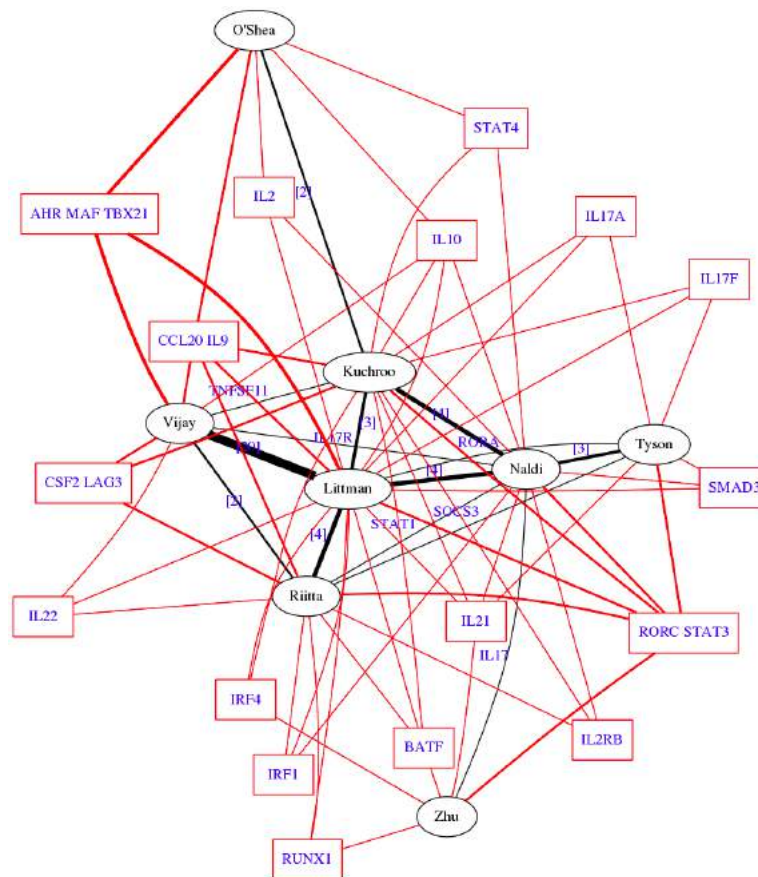 O'Shea
STAT4
IL2
[2]
AHR MAF TBX21
IL17A
IL10
IL17F
CCL20 IL9
Kuchroo
TNFSF11
Vijay
[3]
[4]
IL17R
RORA
[3]
Tyson
Naldi
[4]
Littman
CSF2 LAG3
SMAD3
[2]
SOCS3
STAT1
[4]
Riitta
IL22
IL21
RORC STAT3
IL17
IRF4
BATF
IL2RB
IRF1
Zhu
RUNX1